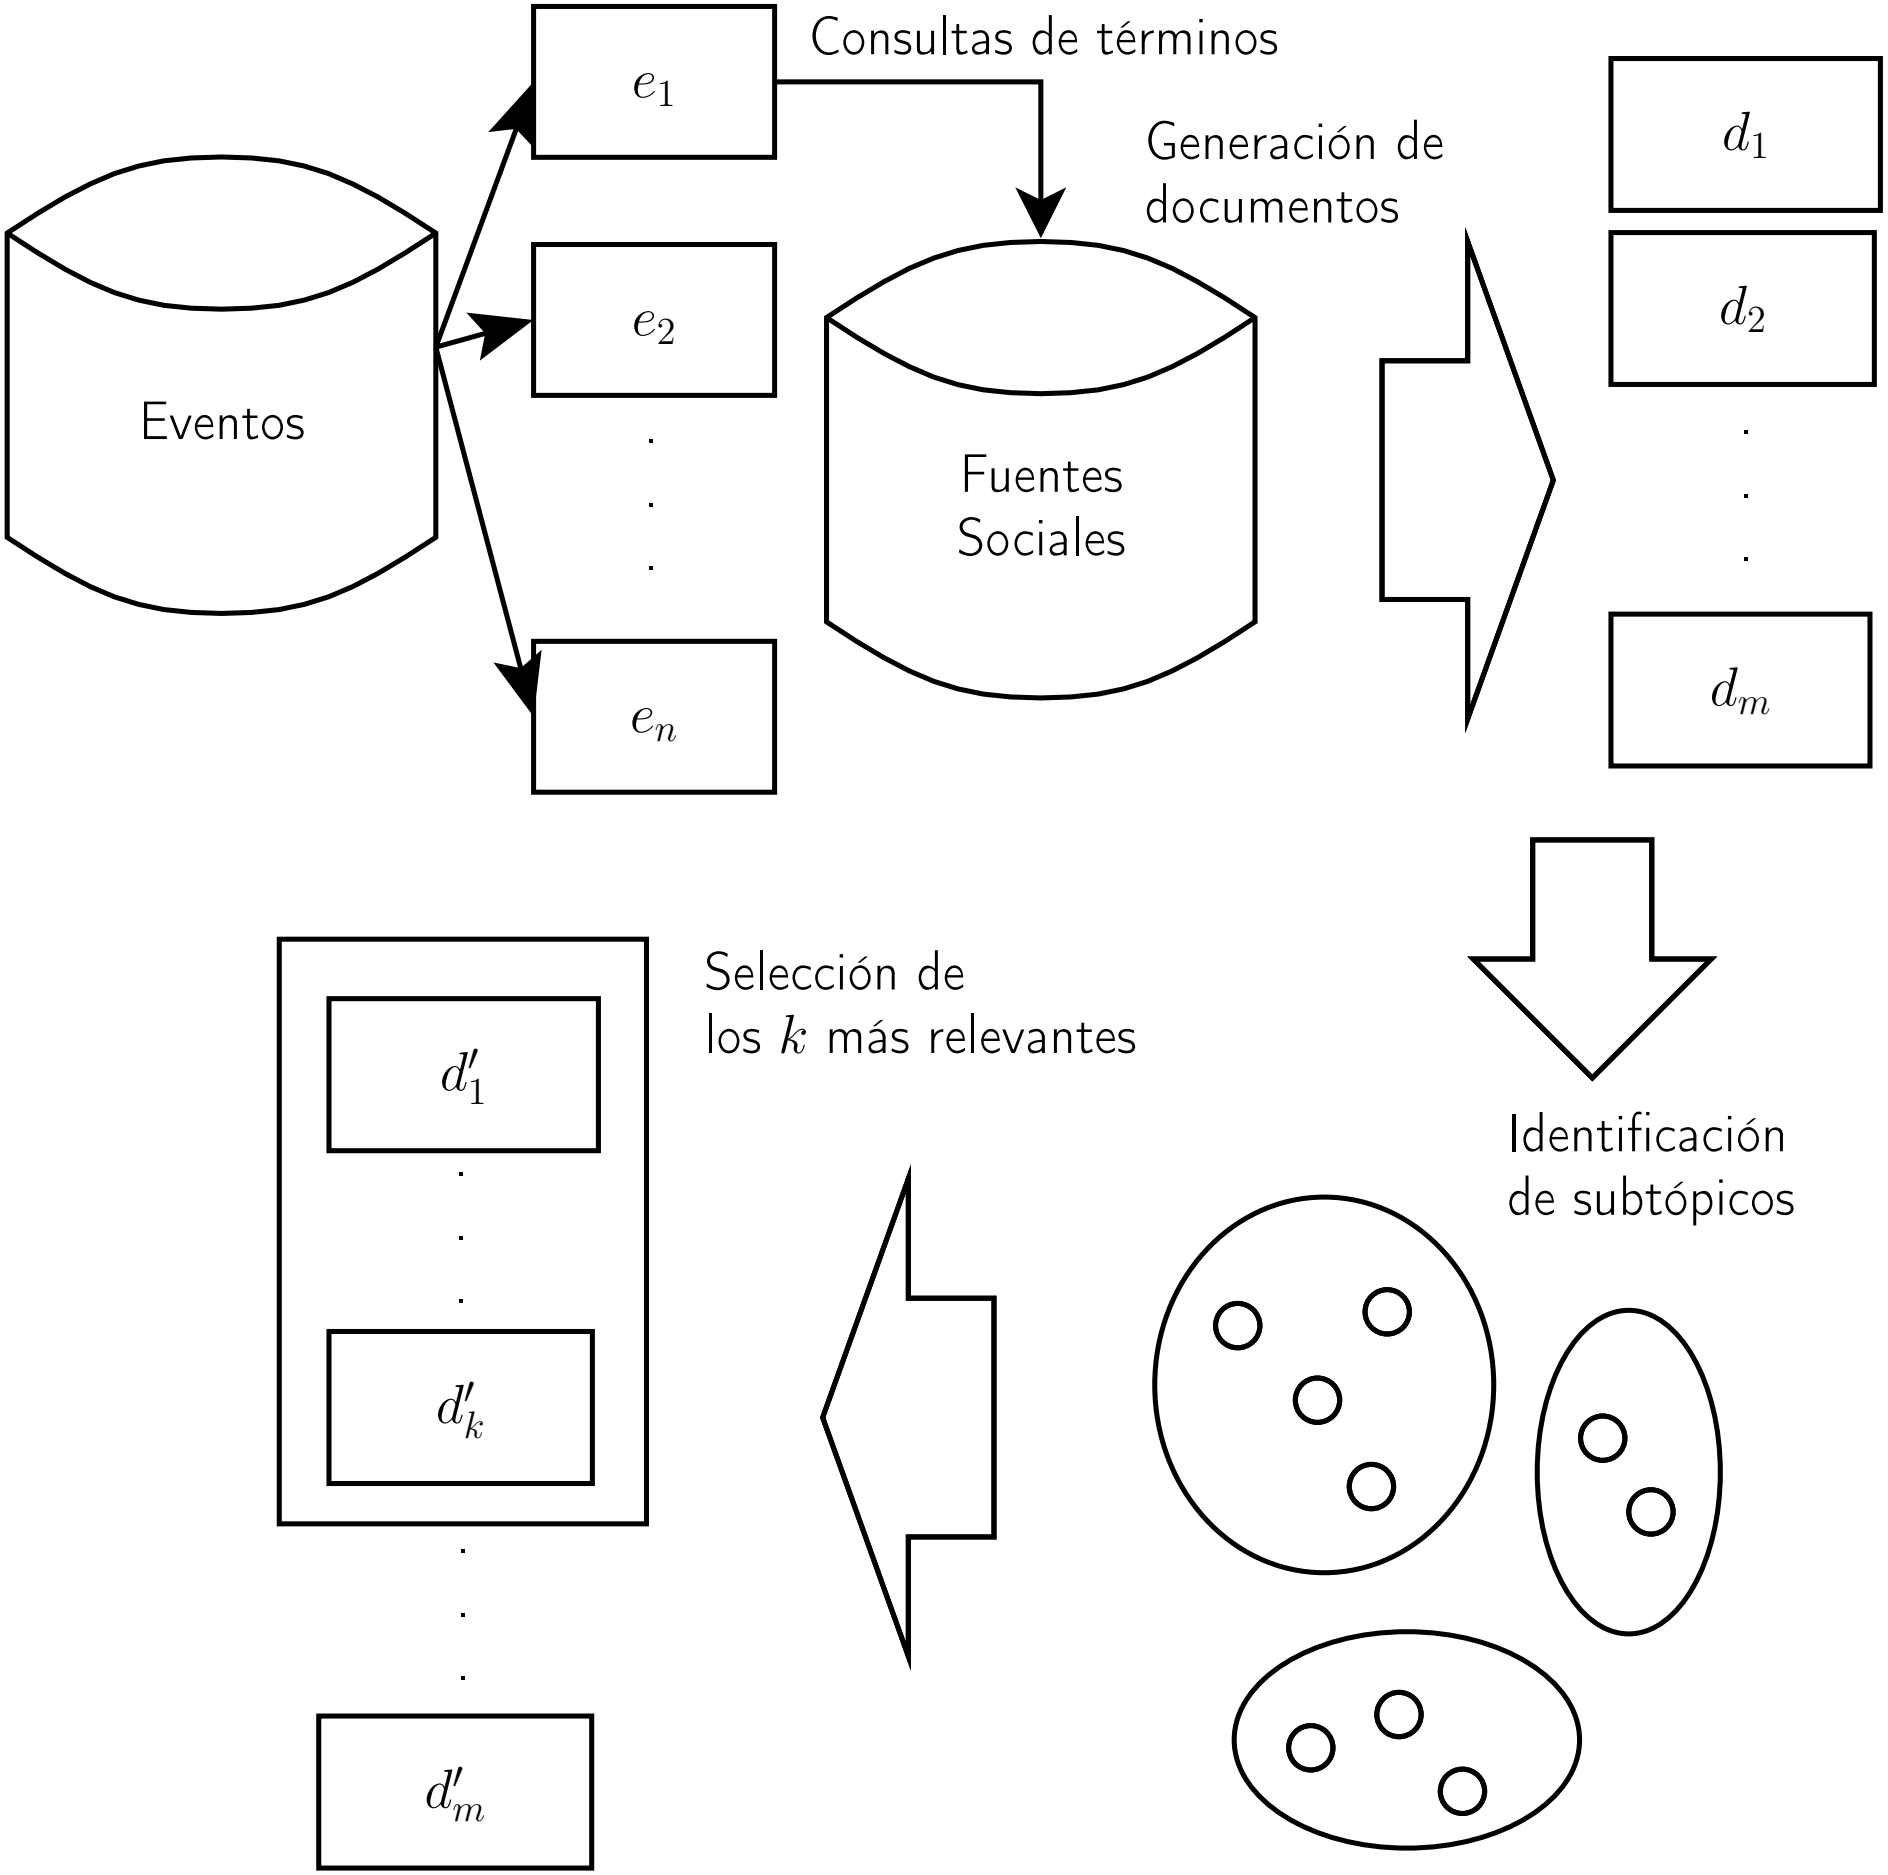 Consultas de términos
e₁
Generación de
documentos
d₁
e₂
d₂
Eventos
Fuentes
Sociales
eₙ
dₘ
Selección de
los k más relevantes
d′₁
Identificación
de subtópicos
d′ₖ
d′ₘ